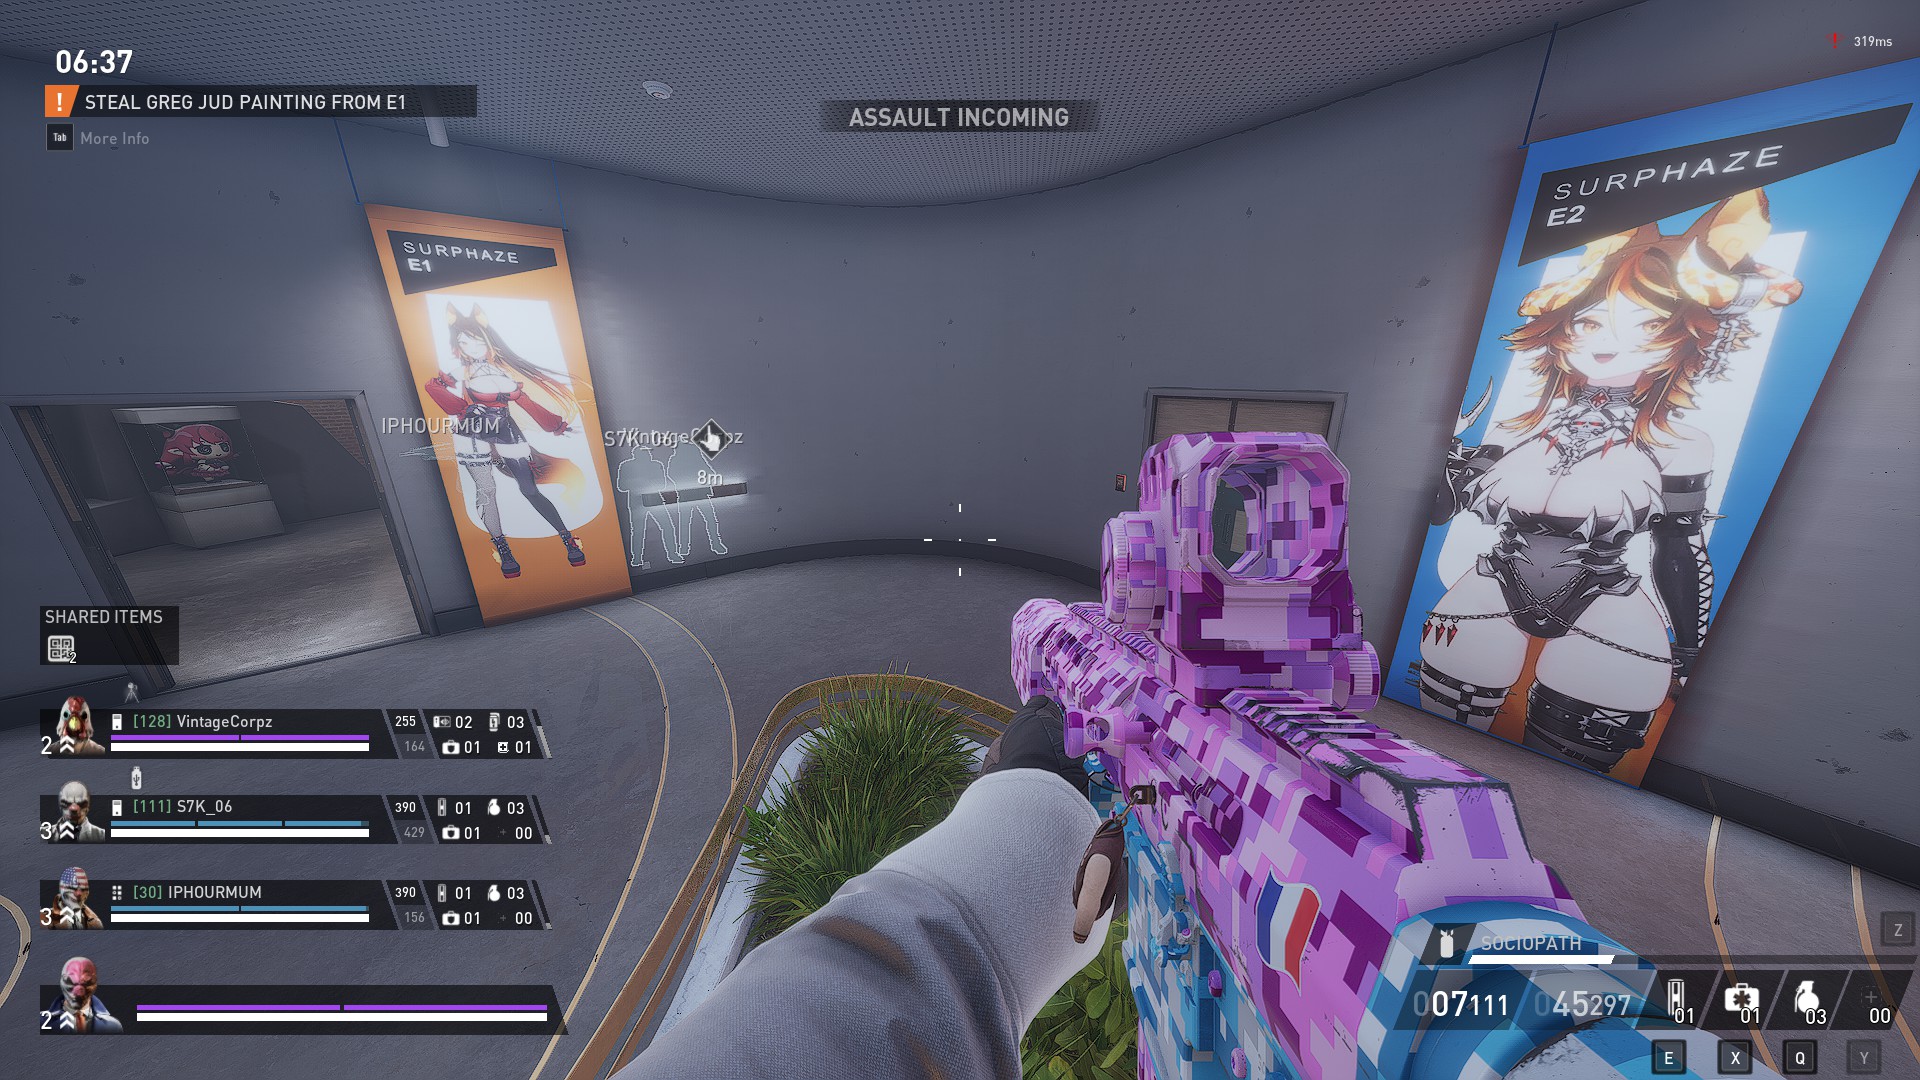 06:37
319ms
! STEAL GREG JUD PAINTING FROM E1
Tab More Info
ASSAULT INCOMING
SURPHAZE
E1
SURPHAZE
E2
IPHOURMUM
S7K_06
VintageCorpz
8m
SHARED ITEMS
2
[128] VintageCorpz 255 02 03
2 164 01 01
[111] S7K_06 390 01 03
3 429 01 00
[30] IPHOURMUM 390 01 03
3 156 01 00
2
Z
SOCIOPATH
007111 045297 01 01 03 00
E X Q Y